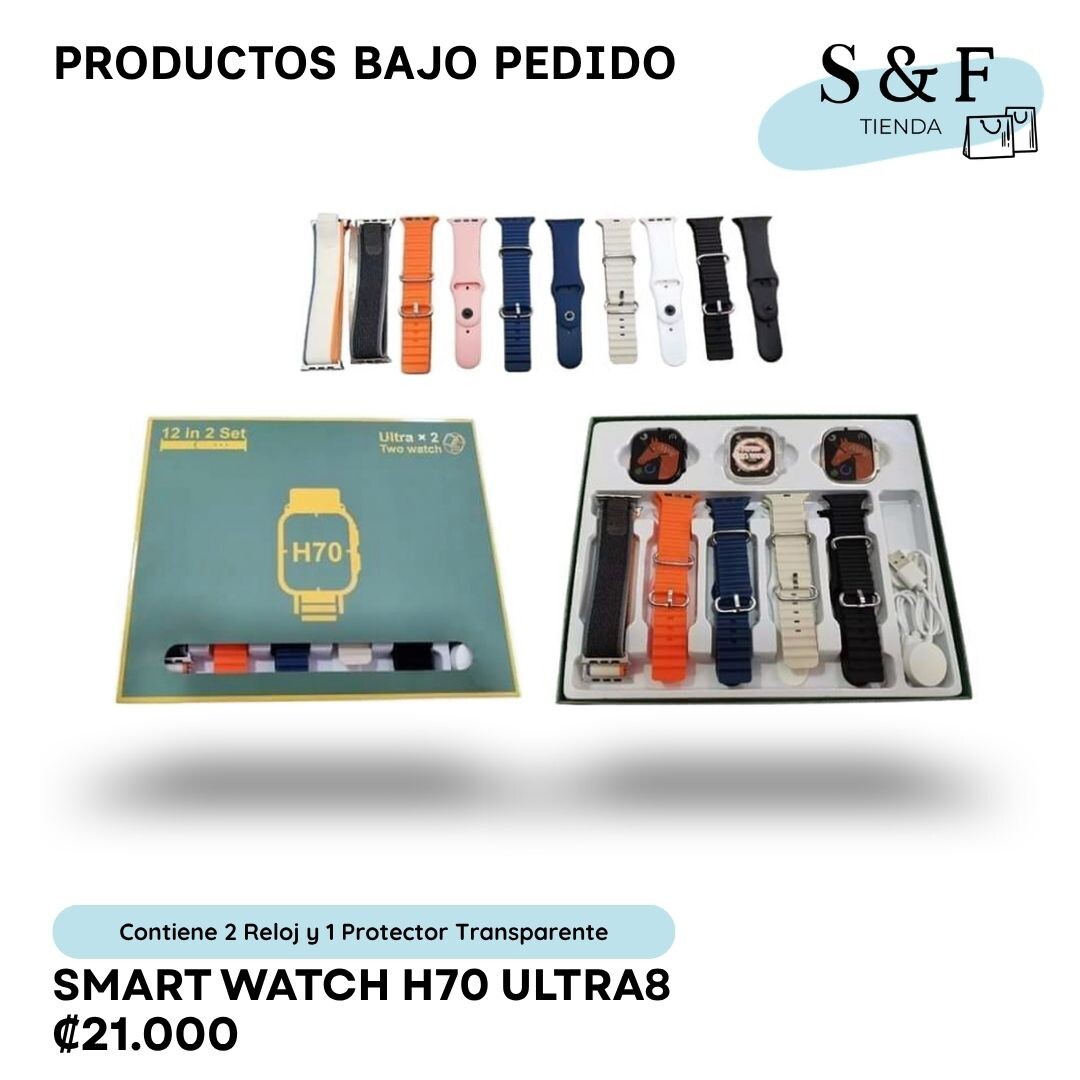 PRODUCTOS BAJO PEDIDO
S & F
TIENDA
12 in 2 Set
Ultra × 2
Two watch
H70
Contiene 2 Reloj y 1 Protector Transparente
SMART WATCH H70 ULTRA8
₡21.000